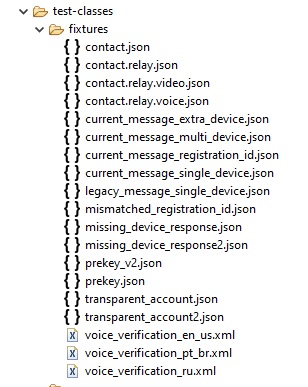 test-classes
fixtures
contact.json
contact.relay.json
contact.relay.video.json
contact.relay.voice.json
current_message_extra_device.json
current_message_multi_device.json
current_message_registration_id.json
current_message_single_device.json
legacy_message_single_device.json
mismatched_registration_id.json
missing_device_response.json
missing_device_response2.json
prekey_v2.json
prekey.json
transparent_account.json
transparent_account2.json
voice_verification_en_us.xml
voice_verification_pt_br.xml
voice_verification_ru.xml